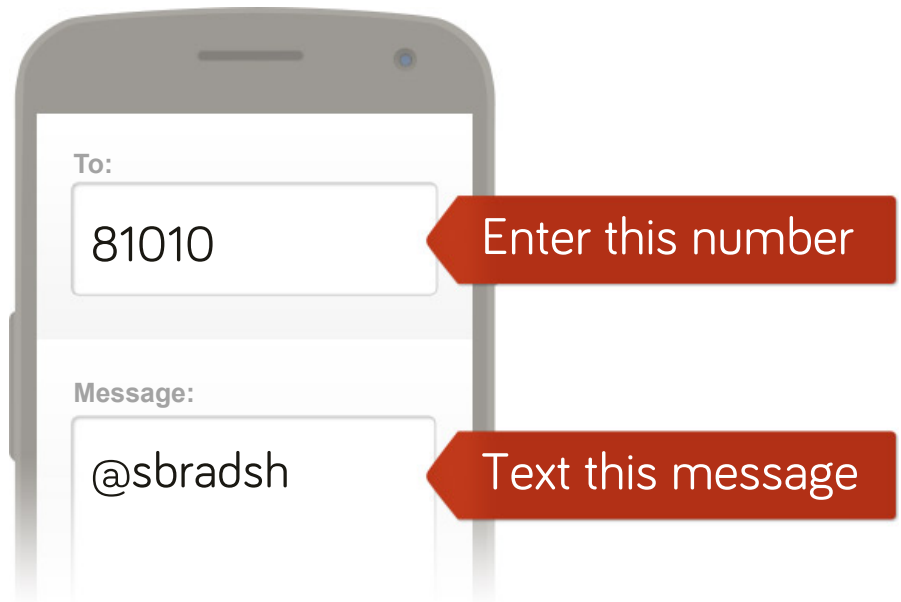 To:
81010
Enter this number
Message:
@sbradsh
Text this message